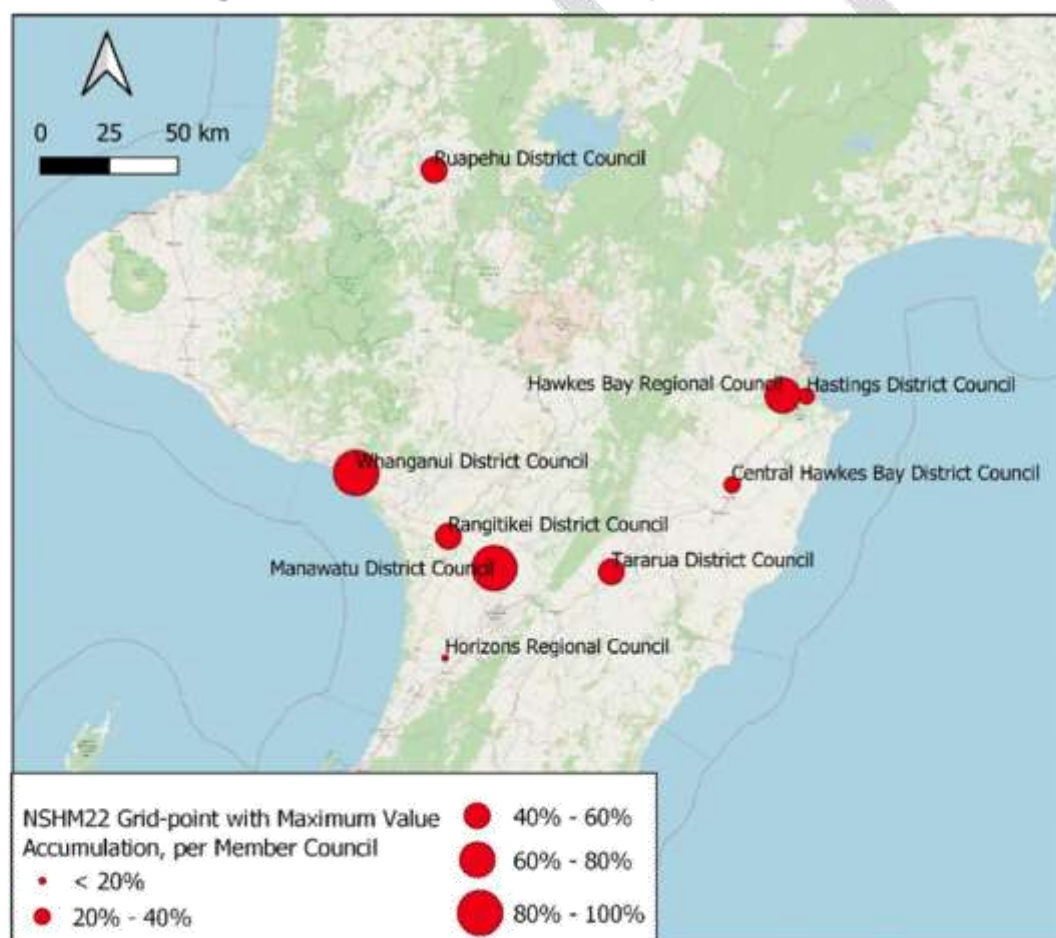 0 25 50 km
Ruapehu District Council
Hawkes Bay Regional Council
Hastings District Council
Whanganui District Council
Central Hawkes Bay District Council
Rangitikei District Council
Manawatu District Council
Tararua District Council
Horizons Regional Council
NSHM22 Grid-point with Maximum Value
Accumulation, per Member Council
< 20%
20% - 40%
40% - 60%
60% - 80%
80% - 100%